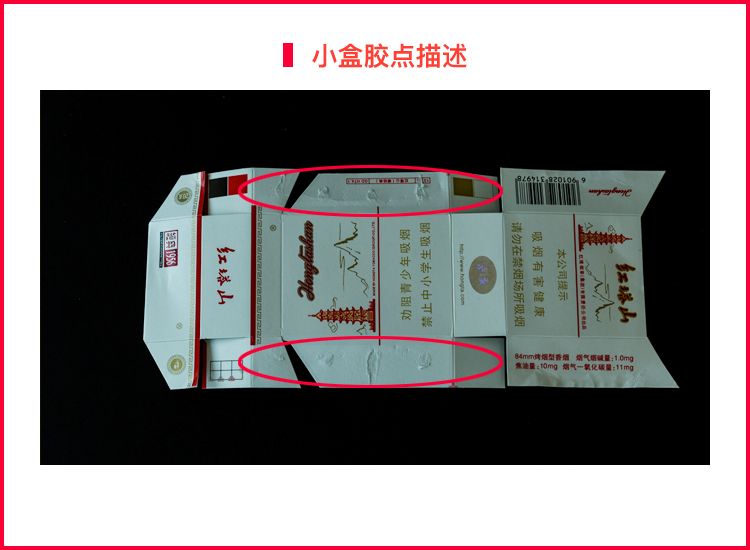 小盒胶点描述
6 901028 314978
Hongtashan
红塔山
1956
Hongtashan
劝阻青少年吸烟
禁止中小学生吸烟
请勿在禁烟场所吸烟
吸烟有害健康
本公司提示
红塔山
84mm烤烟型香烟 烟气烟碱量：1.0mg
焦油量：10mg 烟气一氧化碳量：11mg